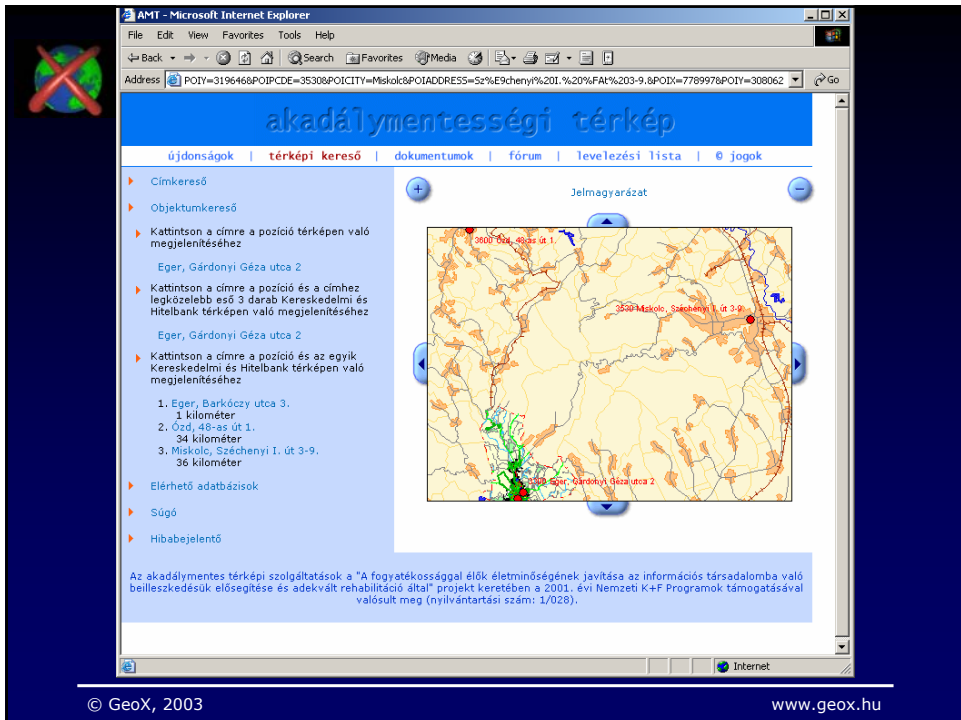 AMT - Microsoft Internet Explorer
File Edit View Favorites Tools Help
Back Search Favorites Media
Address POIY=319646&POIPCDE=3530&POICITY=Miskolc&POIADDRESS=Sz%E9chenyi%20I.%20%FAt%203-9.&POIX=7789978&POIY=308062 Go
akadálymentességi térkép
újdonságok | térképi kereső | dokumentumok | fórum | levelezési lista | © jogok
Címkereső
Objektumkereső
Kattintson a címre a pozíció térképen való
megjelenítéséhez
Eger, Gárdonyi Géza utca 2
Kattintson a címre a pozíció és a címhez
legközelebb eső 3 darab Kereskedelmi és
Hitelbank térképen való megjelenítéséhez
Eger, Gárdonyi Géza utca 2
Kattintson a címre a pozíció és az egyik
Kereskedelmi és Hitelbank térképen való
megjelenítéséhez
1. Eger, Barkóczy utca 3.
1 kilométer
2. Ózd, 48-as út 1.
34 kilométer
3. Miskolc, Széchenyi I. út 3-9.
36 kilométer
Elérhető adatbázisok
Súgó
Hibabejelentő
Jelmagyarázat
3600 Ózd, 48-as út 1.
3530 Miskolc, Széchenyi I. út 3-9.
3300 Eger, Gárdonyi Géza utca 2
Az akadálymentes térképi szolgáltatások a "A fogyatékossággal élők életminőségének javítása az információs társadalomba való
beilleszkedésük elősegítése és adekvált rehabilitáció által" projekt keretében a 2001. évi Nemzeti K+F Programok támogatásával
valósult meg (nyilvántartási szám: 1/028).
Internet
© GeoX, 2003
www.geox.hu